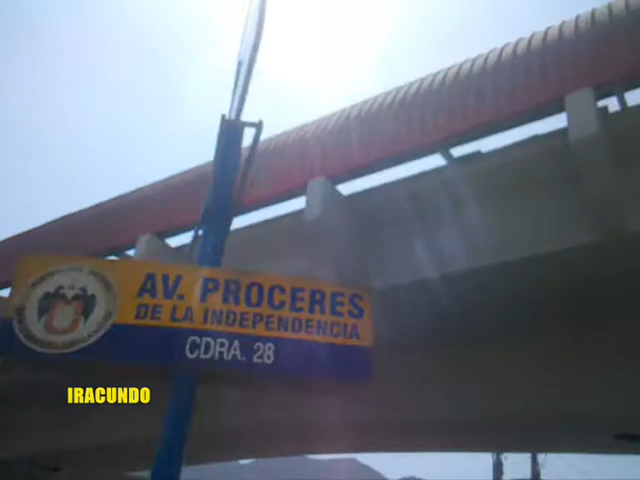 AV. PROCERES
DE LA INDEPENDENCIA
CDRA. 28
IRACUNDO